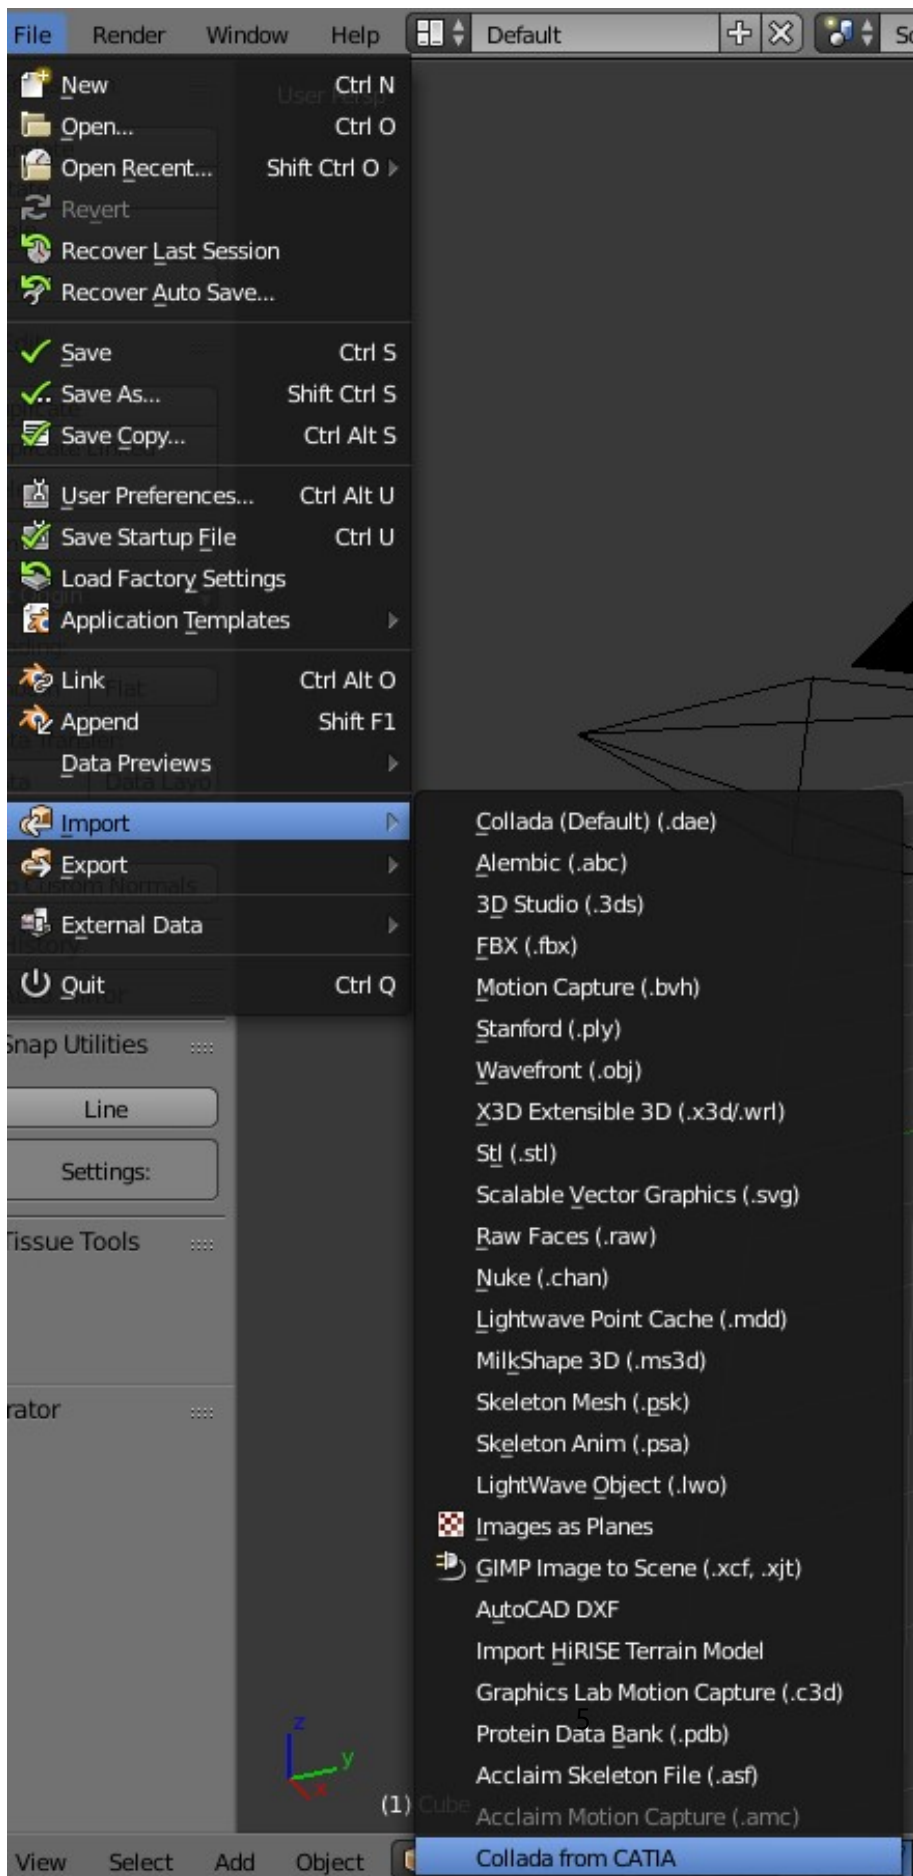 File Render Window Help Default
User Persp
New Ctrl N
Open... Ctrl O
Open Recent... Shift Ctrl O
Revert
Recover Last Session
Recover Auto Save...
Save Ctrl S
Save As... Shift Ctrl S
Save Copy... Ctrl Alt S
User Preferences... Ctrl Alt U
Save Startup File Ctrl U
Load Factory Settings
Application Templates
Link Ctrl Alt O
Flat
Append Shift F1
Data Previews
Import
Export
Custom Normals
External Data
History
Quit Ctrl Q
Snap Utilities
Line
Settings:
Tissue Tools
rator
Collada (Default) (.dae)
Alembic (.abc)
3D Studio (.3ds)
FBX (.fbx)
Motion Capture (.bvh)
Stanford (.ply)
Wavefront (.obj)
X3D Extensible 3D (.x3d/.wrl)
Stl (.stl)
Scalable Vector Graphics (.svg)
Raw Faces (.raw)
Nuke (.chan)
Lightwave Point Cache (.mdd)
MilkShape 3D (.ms3d)
Skeleton Mesh (.psk)
Skeleton Anim (.psa)
LightWave Object (.lwo)
Images as Planes
GIMP Image to Scene (.xcf, .xjt)
AutoCAD DXF
Import HiRISE Terrain Model
Graphics Lab Motion Capture (.c3d)
5
Protein Data Bank (.pdb)
Acclaim Skeleton File (.asf)
Acclaim Motion Capture (.amc)
Collada from CATIA
z
y
x
(1) Cube
View Select Add Object